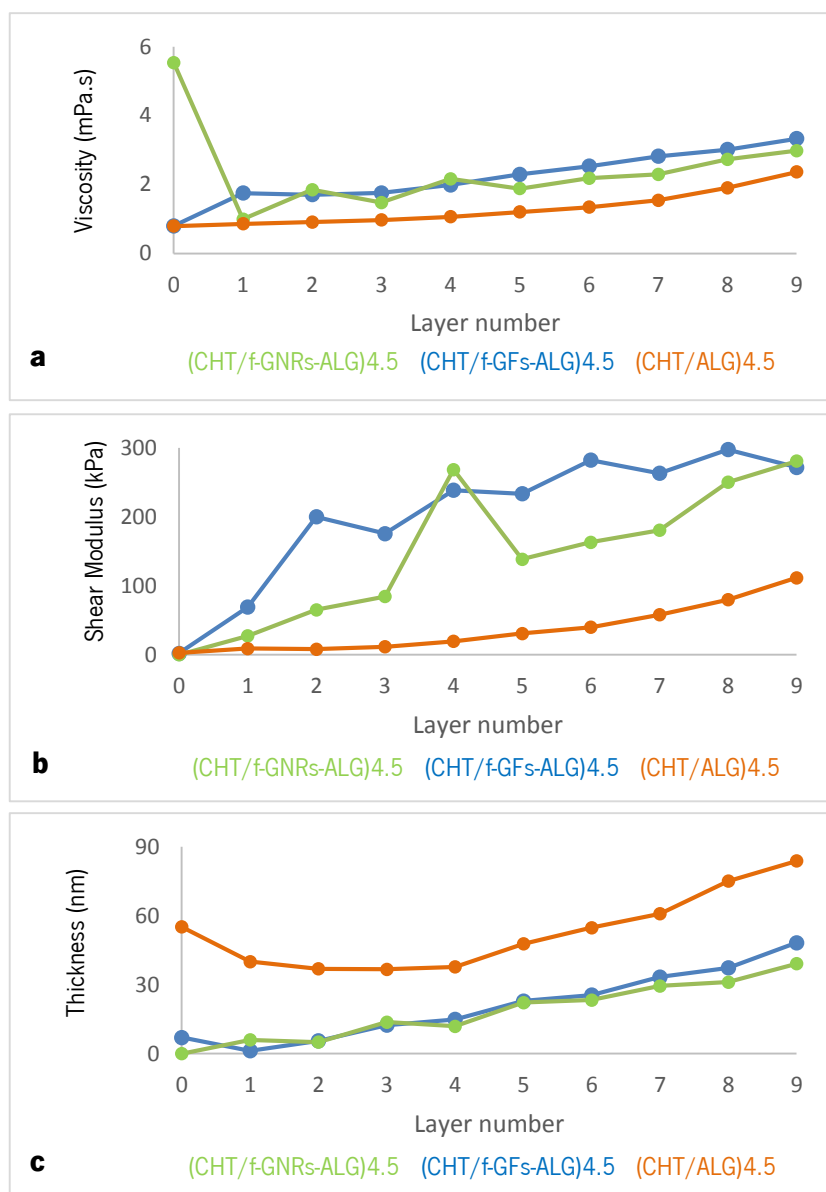 Viscosity (mPa.s)
6
4
2
0
0 1 2 3 4 5 6 7 8 9
Layer number
a (CHT/f-GNRs-ALG)4.5 (CHT/f-GFs-ALG)4.5 (CHT/ALG)4.5
Shear Modulus (kPa)
300
200
100
0
0 1 2 3 4 5 6 7 8 9
Layer number
b (CHT/f-GNRs-ALG)4.5 (CHT/f-GFs-ALG)4.5 (CHT/ALG)4.5
Thickness (nm)
90
60
30
0
0 1 2 3 4 5 6 7 8 9
Layer number
c (CHT/f-GNRs-ALG)4.5 (CHT/f-GFs-ALG)4.5 (CHT/ALG)4.5